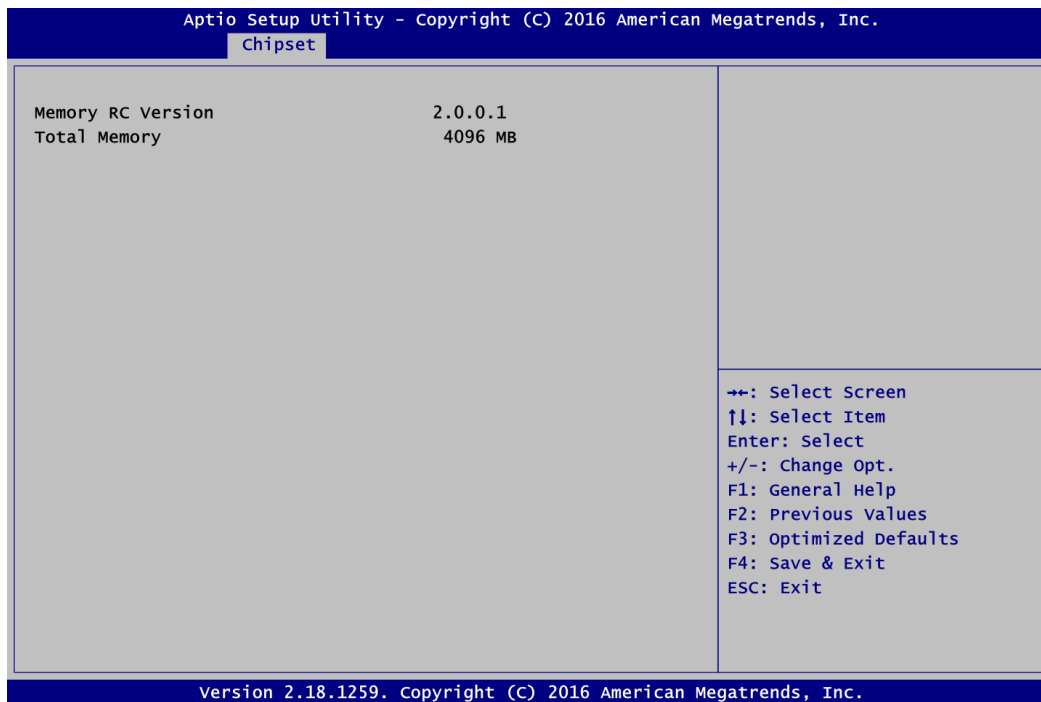 Aptio Setup Utility - Copyright (C) 2016 American Megatrends, Inc.
Chipset
Memory RC Version 2.0.0.1
Total Memory 4096 MB
→←: Select Screen
↑↓: Select Item
Enter: Select
+/-: Change Opt.
F1: General Help
F2: Previous Values
F3: Optimized Defaults
F4: Save & Exit
ESC: Exit
Version 2.18.1259. Copyright (C) 2016 American Megatrends, Inc.